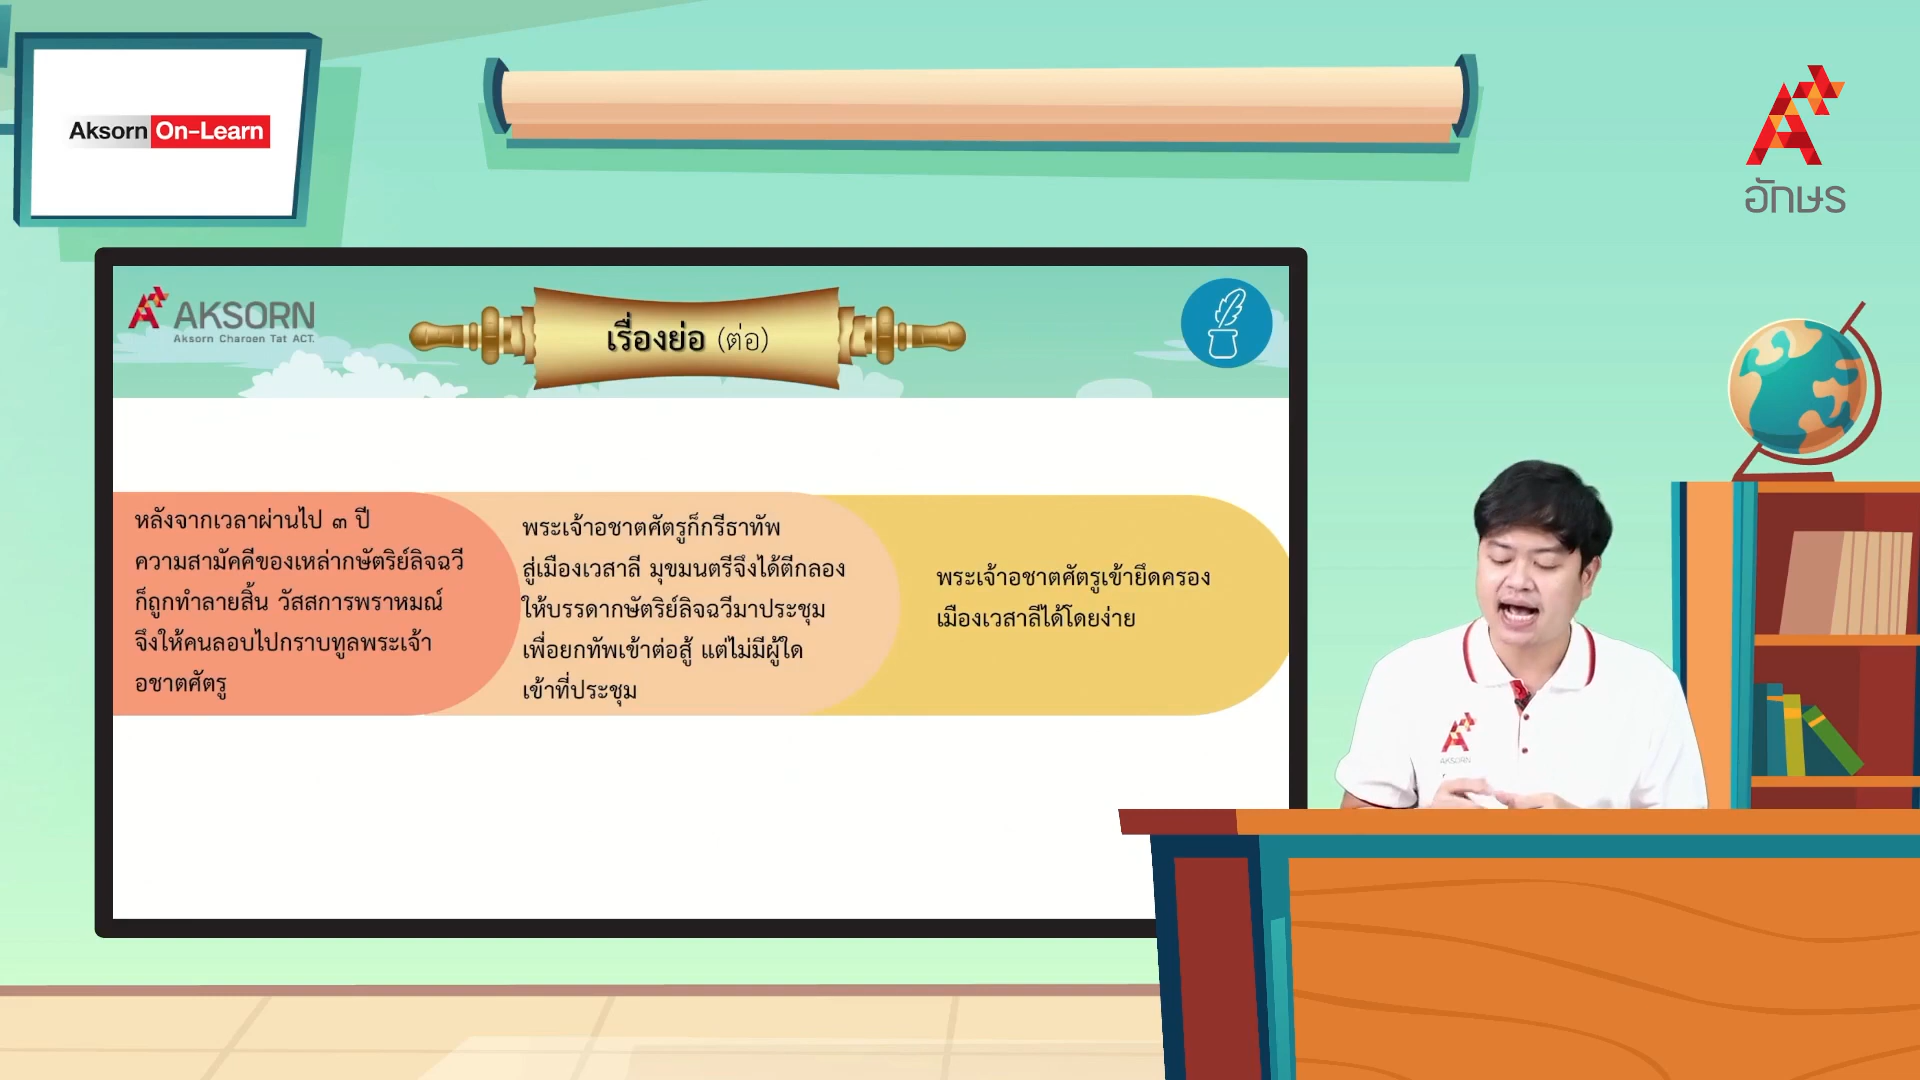 Aksorn On-Learn
อักษร
AKSORN
Aksorn Charoen Tat ACT.
เรื่องย่อ (ต่อ)
หลังจากเวลาผ่านไป ๓ ปี
ความสามัคคีของเหล่ากษัตริย์ลิจฉวี
ก็ถูกทำลายสิ้น วัสสการพราหมณ์
จึงให้คนลอบไปกราบทูลพระเจ้า
อชาตศัตรู
พระเจ้าอชาตศัตรูก็กรีธาทัพ
สู่เมืองเวสาลี มุขมนตรีจึงได้ตีกลอง
ให้บรรดากษัตริย์ลิจฉวีมาประชุม
เพื่อยกทัพเข้าต่อสู้ แต่ไม่มีผู้ใด
เข้าที่ประชุม
พระเจ้าอชาตศัตรูเข้ายึดครอง
เมืองเวสาลีได้โดยง่าย
AKSORN